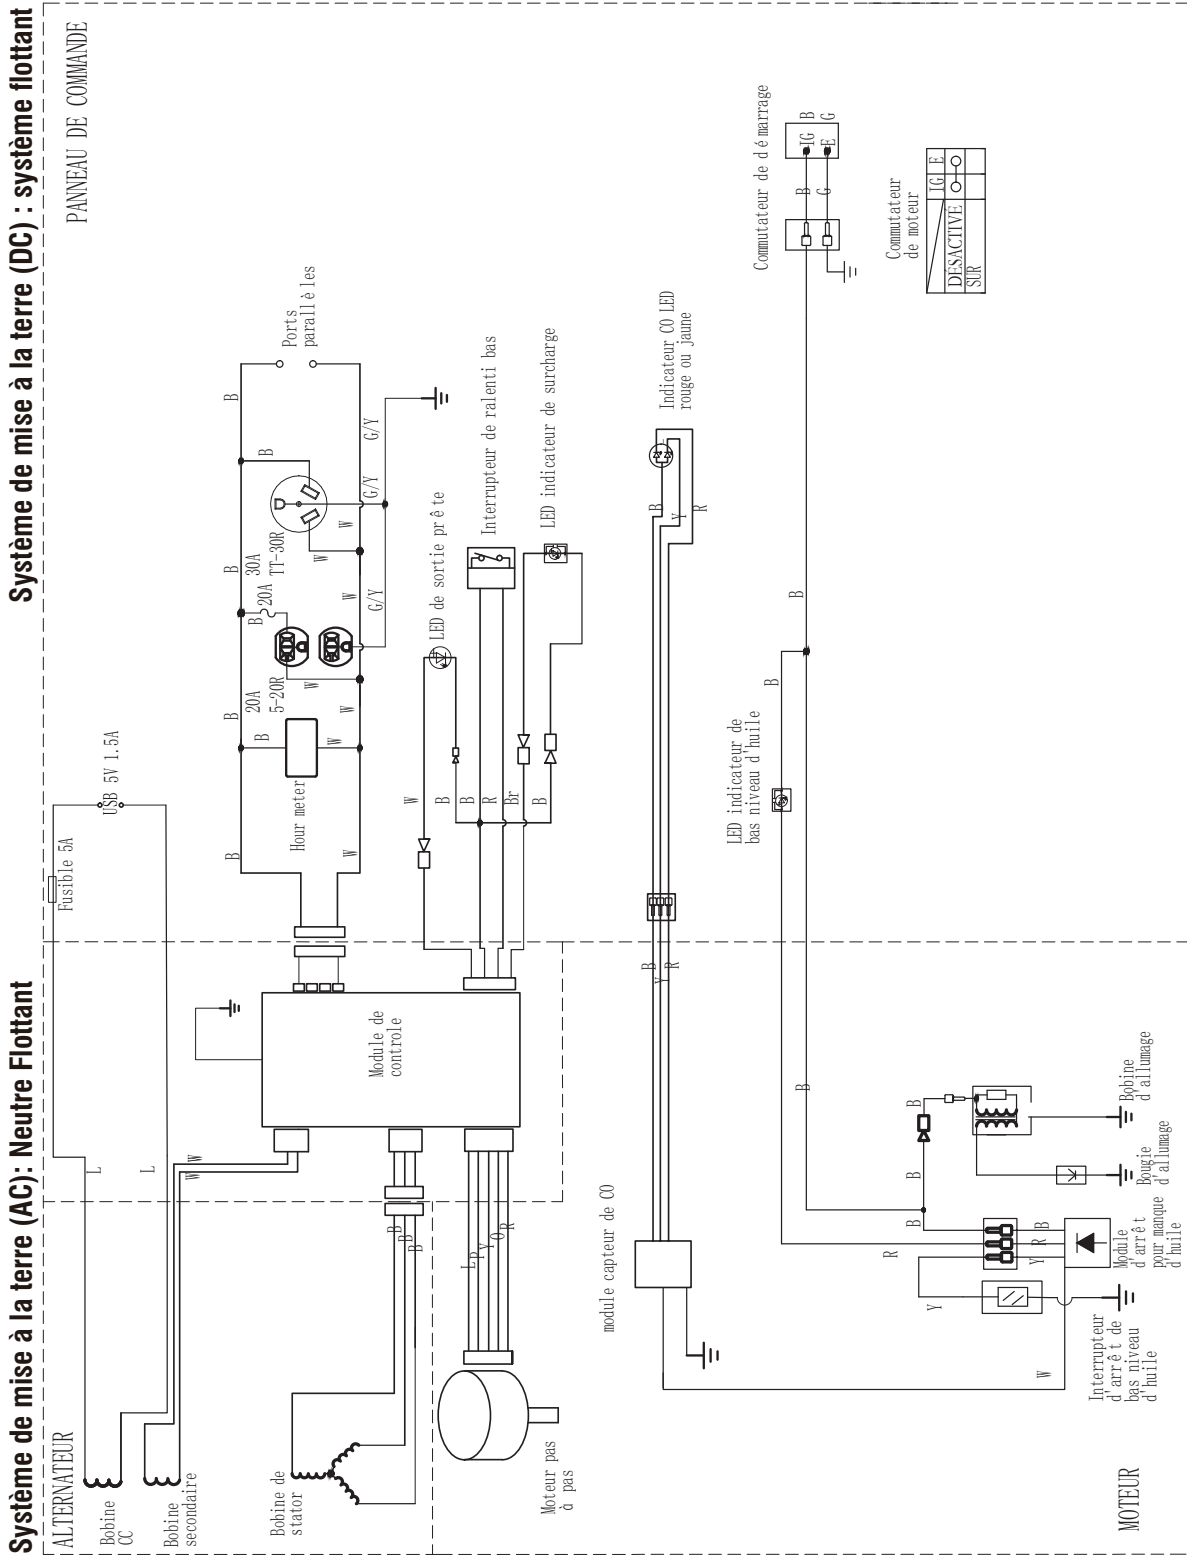 Système de mise à la terre (AC): Neutre Flottant
Système de mise à la terre (DC) : système flottant
ALTERNATEUR
PANNEAU DE COMMANDE
Bobine
CC
Bobine
secondaire
L
L
W
W
Fusible 5A
USB 5V 1.5A
Bobine de
stator
B
B
B
Module de
controle
B
W
Hour meter
B
W
B
W
20A
5-20R
W
B
20A
B
W
G/Y
30A
TT-30R
W
W
B
G/Y
B
G/Y
Ports
parallèles
W
B
B
R
Br
B
LED de sortie prête
Interrupteur de ralenti bas
LED indicateur de surcharge
Moteur pas
à pas
L
P
Y
O
R
module capteur de CO
B
Y
R
B
Y
R
Indicateur CO LED
rouge ou jaune
LED indicateur de
bas niveau d'huile
B
B
B
Commutateur de démarrage
B
G
IG
E
B
G
Commutateur
de moteur
IG
E
DÉSACTIVÉ
SUR
MOTEUR
W
Interrupteur
d'arrêt de
bas niveau
d'huile
Y
R
Y
R
B
B
B
B
Module
d'arrêt
pour manque
d'huile
Bougie
d'allumage
Bobine
d'allumage